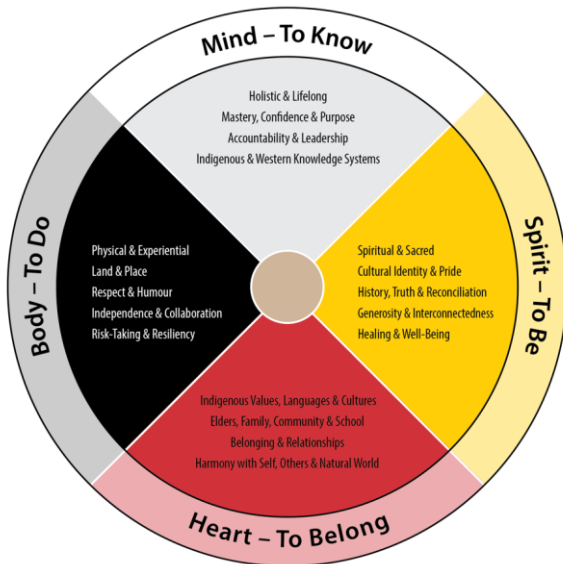 Mind – To Know
Holistic & Lifelong
Mastery, Confidence & Purpose
Accountability & Leadership
Indigenous & Western Knowledge Systems
Body – To Do
Physical & Experiential
Land & Place
Respect & Humour
Independence & Collaboration
Risk-Taking & Resiliency
Spiritual & Sacred
Cultural Identity & Pride
History, Truth & Reconciliation
Generosity & Interconnectedness
Healing & Well-Being
Spirit – To Be
Indigenous Values, Languages & Cultures
Elders, Family, Community & School
Belonging & Relationships
Harmony with Self, Others & Natural World
Heart – To Belong